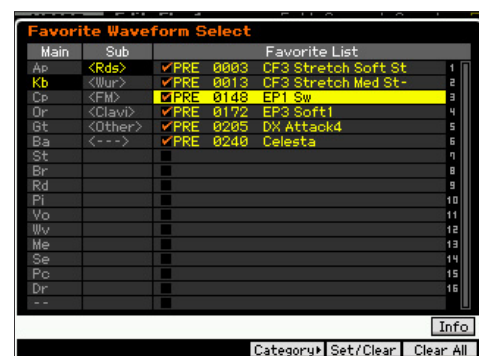 Favorite Waveform Select
Main Sub Favorite List
Ap <Rds> PRE 0003 CF3 Stretch Soft St 1
Kb <Wur> PRE 0013 CF3 Stretch Med St- 2
Cp <FM> PRE 0148 EP1 Sw 3
Or <Clavi> PRE 0172 EP3 Soft1 4
Gt <Other> PRE 0205 DX Attack4 5
Ba <---> PRE 0240 Celesta 6
St 7
Br 8
Rd 9
Pi 10
Vo 11
Wv 12
Me 13
Se 14
Pc 15
Dr 16
--
Info
Category Set/Clear Clear All